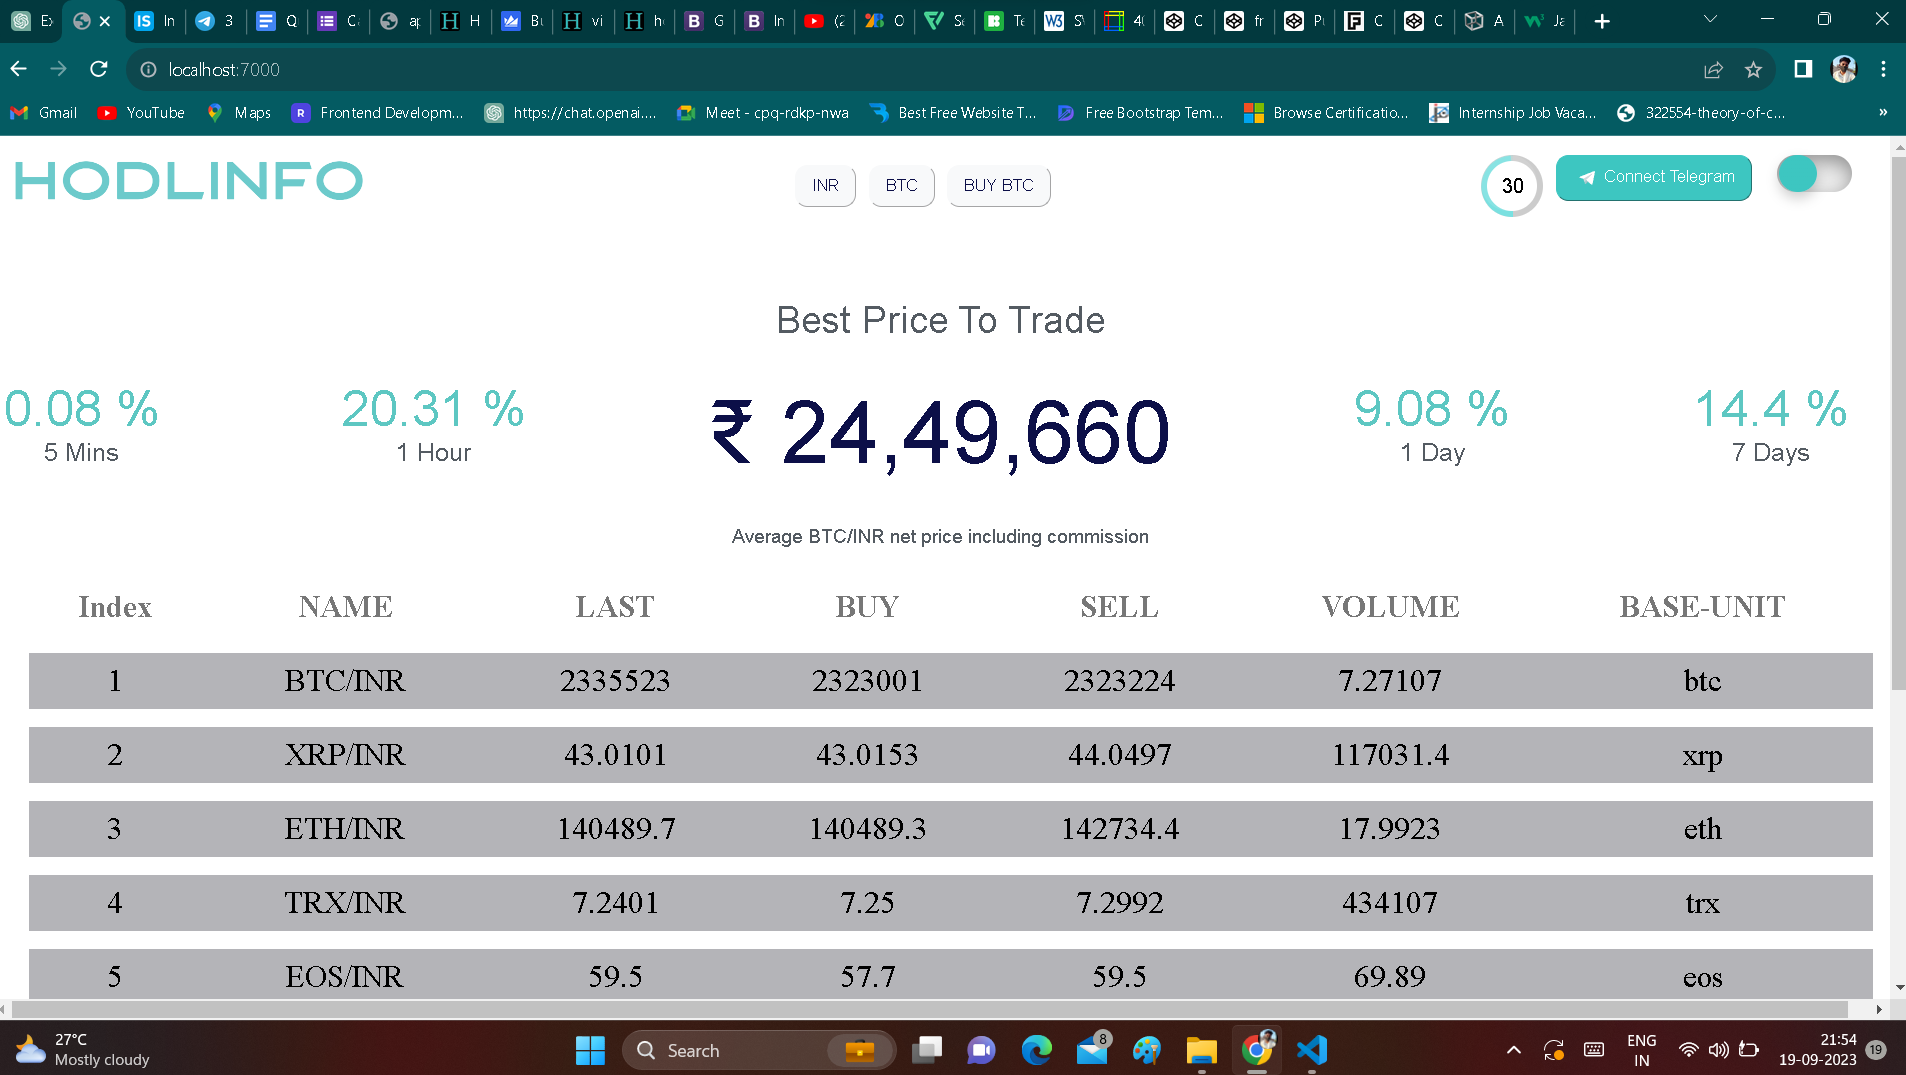 Ex
In
3
Q
ap
H
vi
G
In
(2
O
Te
W3
4(
fr
A
Ja
localhost:7000
Gmail YouTube Maps Frontend Developm... https://chat.openai.... Meet - cpq-rdkp-nwa Best Free Website T... Free Bootstrap Tem... Browse Certificatio... Internship Job Vaca... 322554-theory-of-c... »
HODLINFO
INR BTC BUY BTC
30 Connect Telegram
Best Price To Trade
0.08 % 20.31 % ₹ 24,49,660 9.08 % 14.4 %
5 Mins 1 Hour 1 Day 7 Days
Average BTC/INR net price including commission
Index NAME LAST BUY SELL VOLUME BASE-UNIT
1 BTC/INR 2335523 2323001 2323224 7.27107 btc
2 XRP/INR 43.0101 43.0153 44.0497 117031.4 xrp
3 ETH/INR 140489.7 140489.3 142734.4 17.9923 eth
4 TRX/INR 7.2401 7.25 7.2992 434107 trx
5 EOS/INR 59.5 57.7 59.5 69.89 eos
27°C
Mostly cloudy
Search
8
ENG
IN
21:54
19-09-2023
19